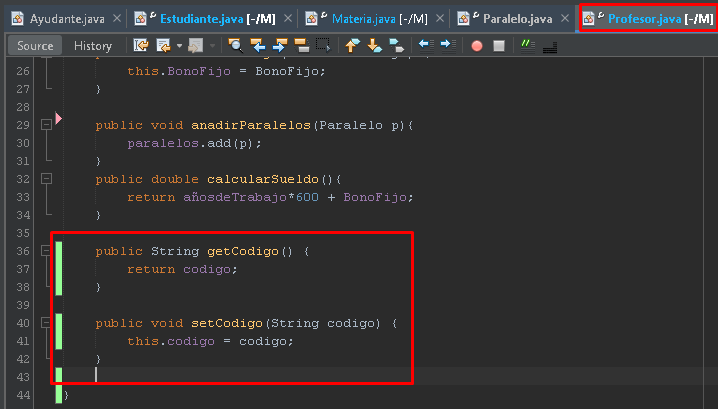 Ayudante.java Estudiante.java [-/M] Materia.java [-/M] Paralelo.java Profesor.java [-/M]
Source History
26 this.BonoFijo = BonoFijo;
27 }
28
29 public void anadirParalelos(Paralelo p){
30 paralelos.add(p);
31 }
32 public double calcularSueldo(){
33 return añosdeTrabajo*600 + BonoFijo;
34 }
35
36 public String getCodigo() {
37 return codigo;
38 }
39
40 public void setCodigo(String codigo) {
41 this.codigo = codigo;
42 }
43
44 }